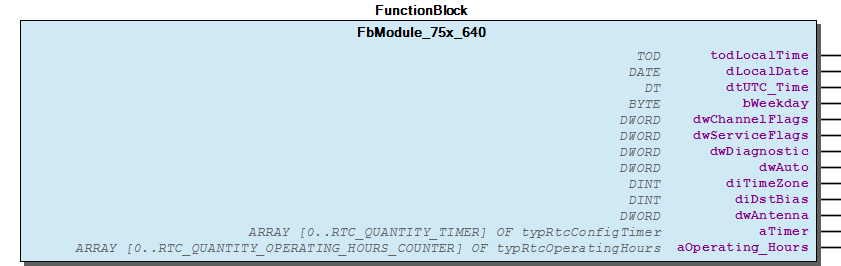 FunctionBlock
FbModule_75x_640
TOD todLocalTime
DATE dLocalDate
DT dtUTC_Time
BYTE bWeekday
DWORD dwChannelFlags
DWORD dwServiceFlags
DWORD dwDiagnostic
DWORD dwAuto
DINT diTimeZone
DINT diDstBias
DWORD dwAntenna
ARRAY [0..RTC_QUANTITY_TIMER] OF typRtcConfigTimer aTimer
ARRAY [0..RTC_QUANTITY_OPERATING_HOURS_COUNTER] OF typRtcOperatingHours aOperating_Hours